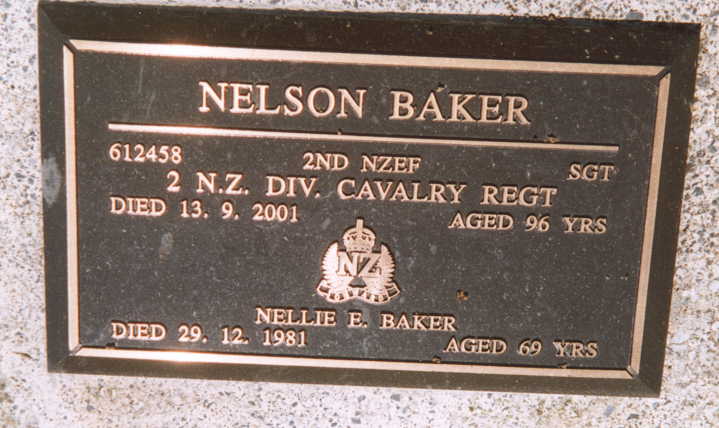 NELSON BAKER
612458 2ND NZEF SGT
2 N.Z. DIV. CAVALRY REGT
DIED 13. 9. 2001 AGED 96 YRS
NZ
NELLIE E. BAKER
DIED 29. 12. 1981 AGED 69 YRS